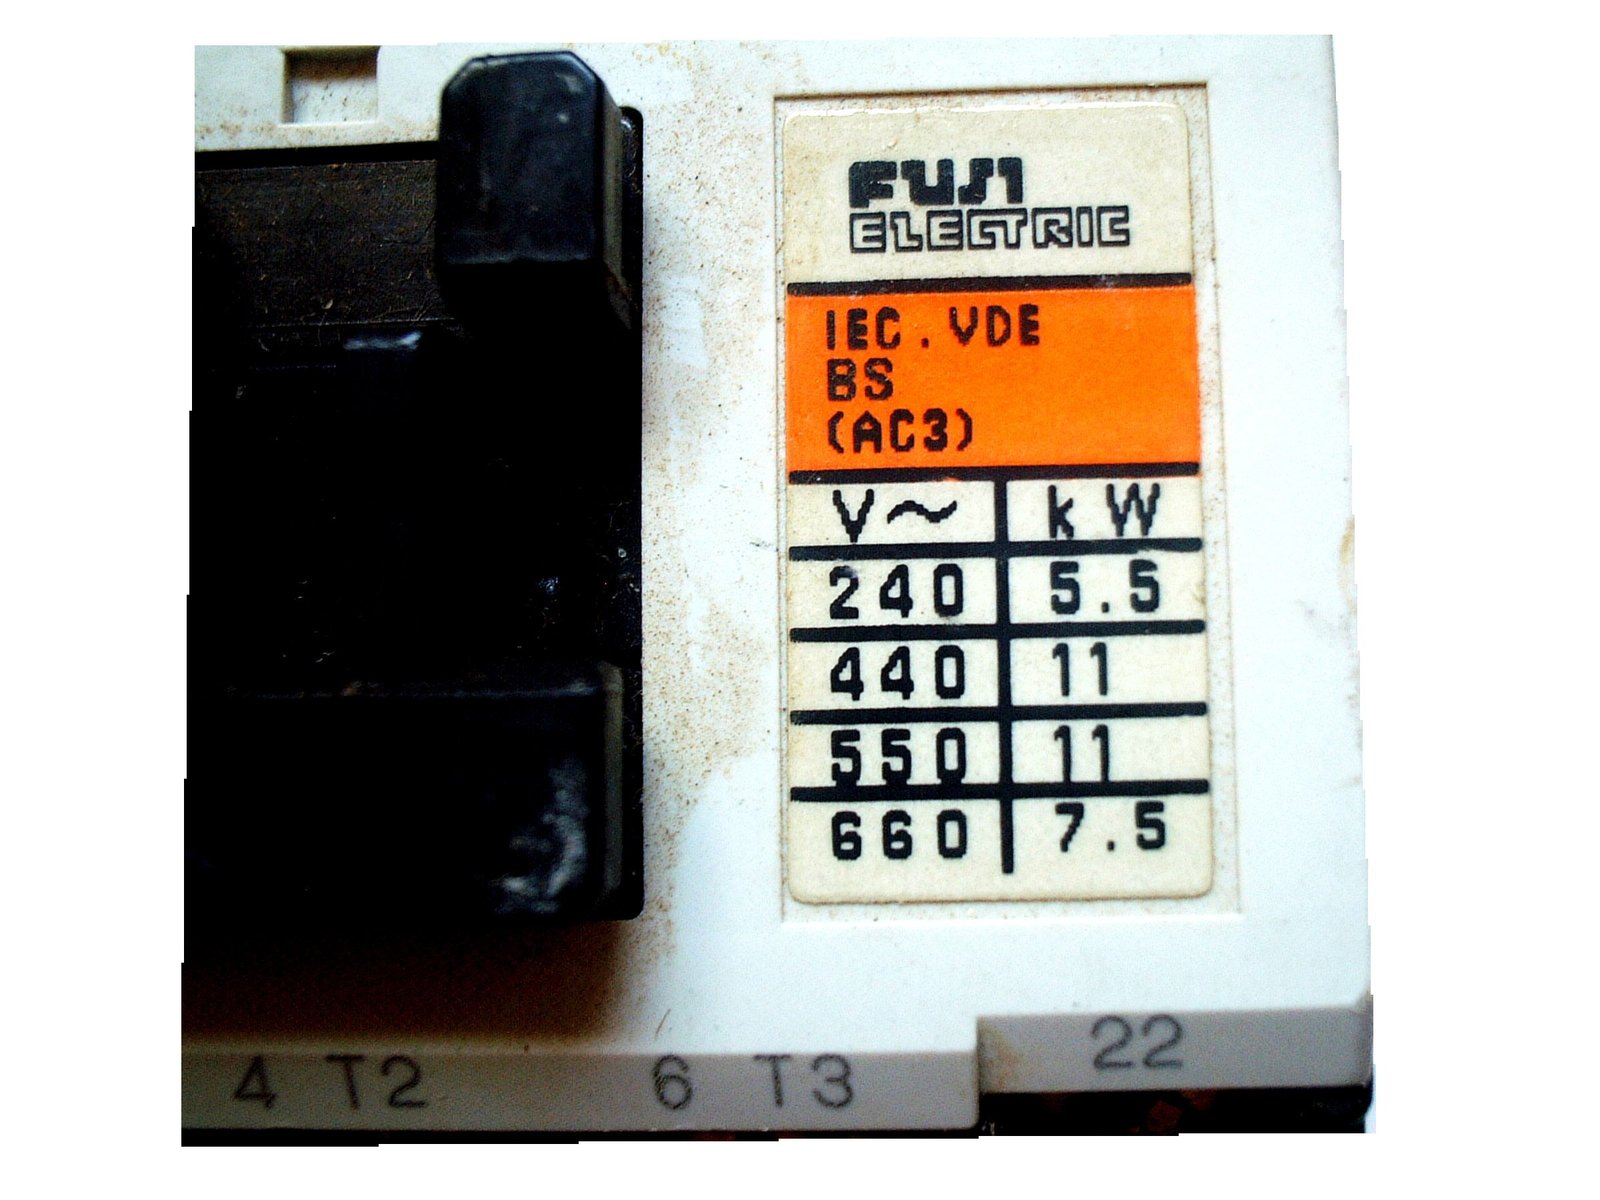 FUJI
ELECTRIC
IEC . VDE
BS
(AC3)
V~ kW
240 5.5
440 11
550 11
660 7.5
4 T2 6 T3 22